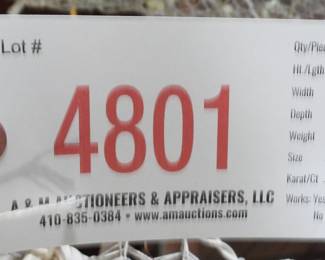 Lot #
4801
A & M AUCTIONEERS & APPRAISERS, LLC
410-835-0384 • www.amauctions.com
Qty/Pie
Ht./Lgth
Width
Depth
Weight
Size
Karat/Ct
Works: Yes
No